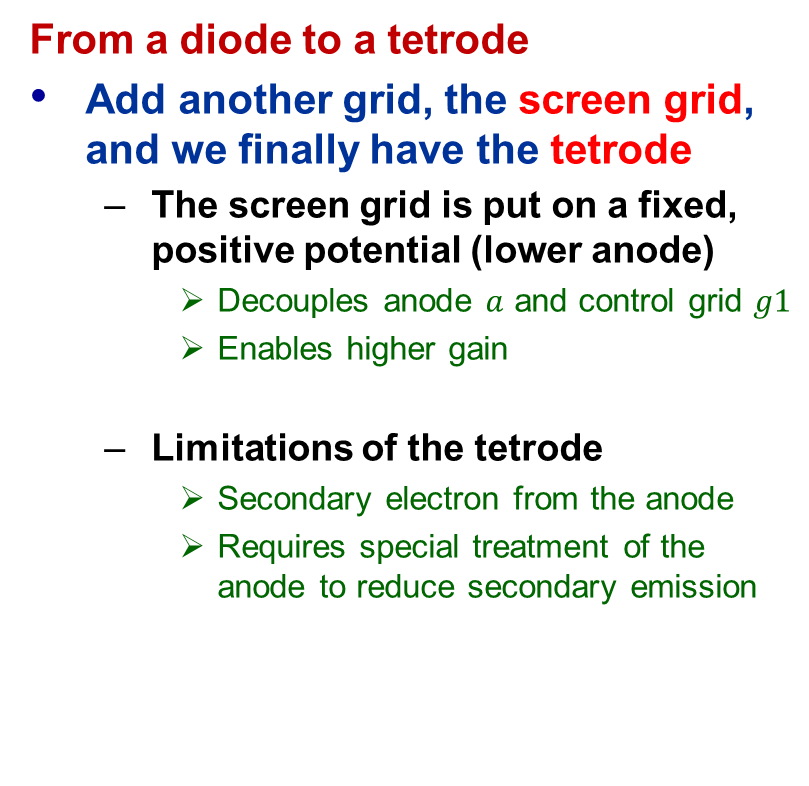 From a diode to a tetrode
• Add another grid, the screen grid,
and we finally have the tetrode
– The screen grid is put on a fixed,
positive potential (lower anode)
➢ Decouples anode 𝑎 and control grid 𝑔1
➢ Enables higher gain
– Limitations of the tetrode
➢ Secondary electron from the anode
➢ Requires special treatment of the
anode to reduce secondary emission